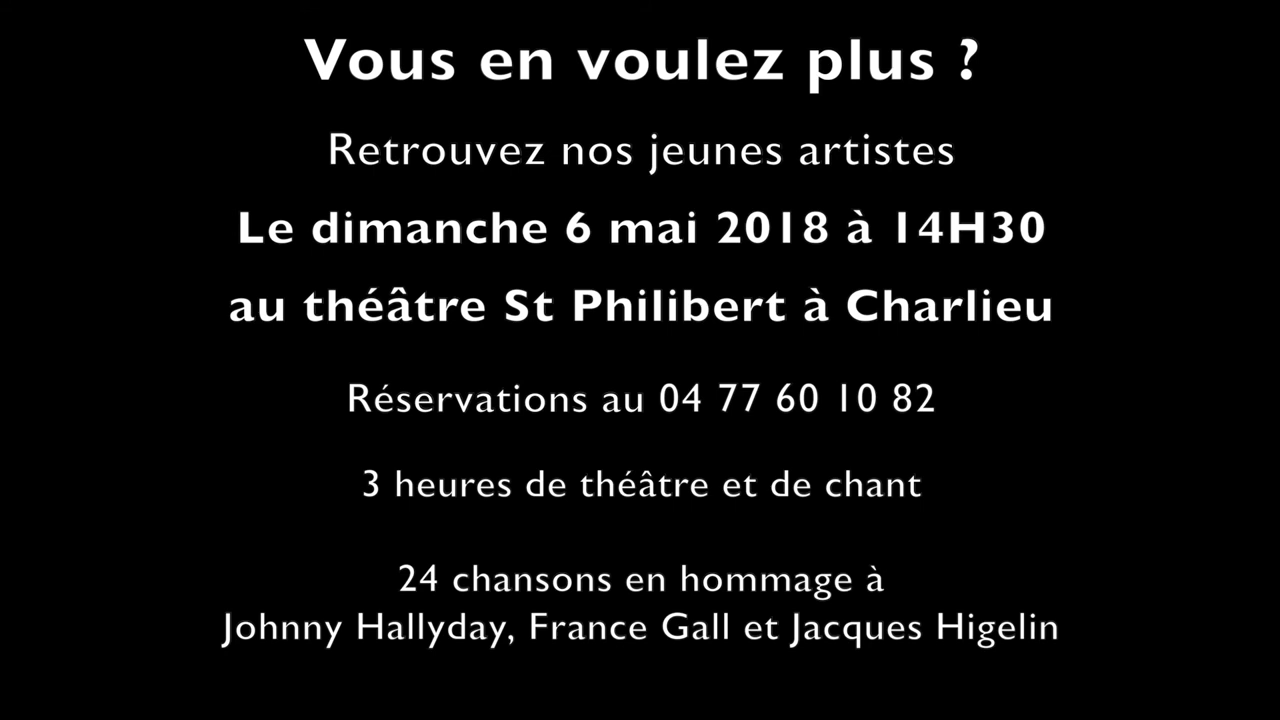 Vous en voulez plus ?
Retrouvez nos jeunes artistes
Le dimanche 6 mai 2018 à 14H30
au théâtre St Philibert à Charlieu
Réservations au 04 77 60 10 82
3 heures de théâtre et de chant
24 chansons en hommage à
Johnny Hallyday, France Gall et Jacques Higelin